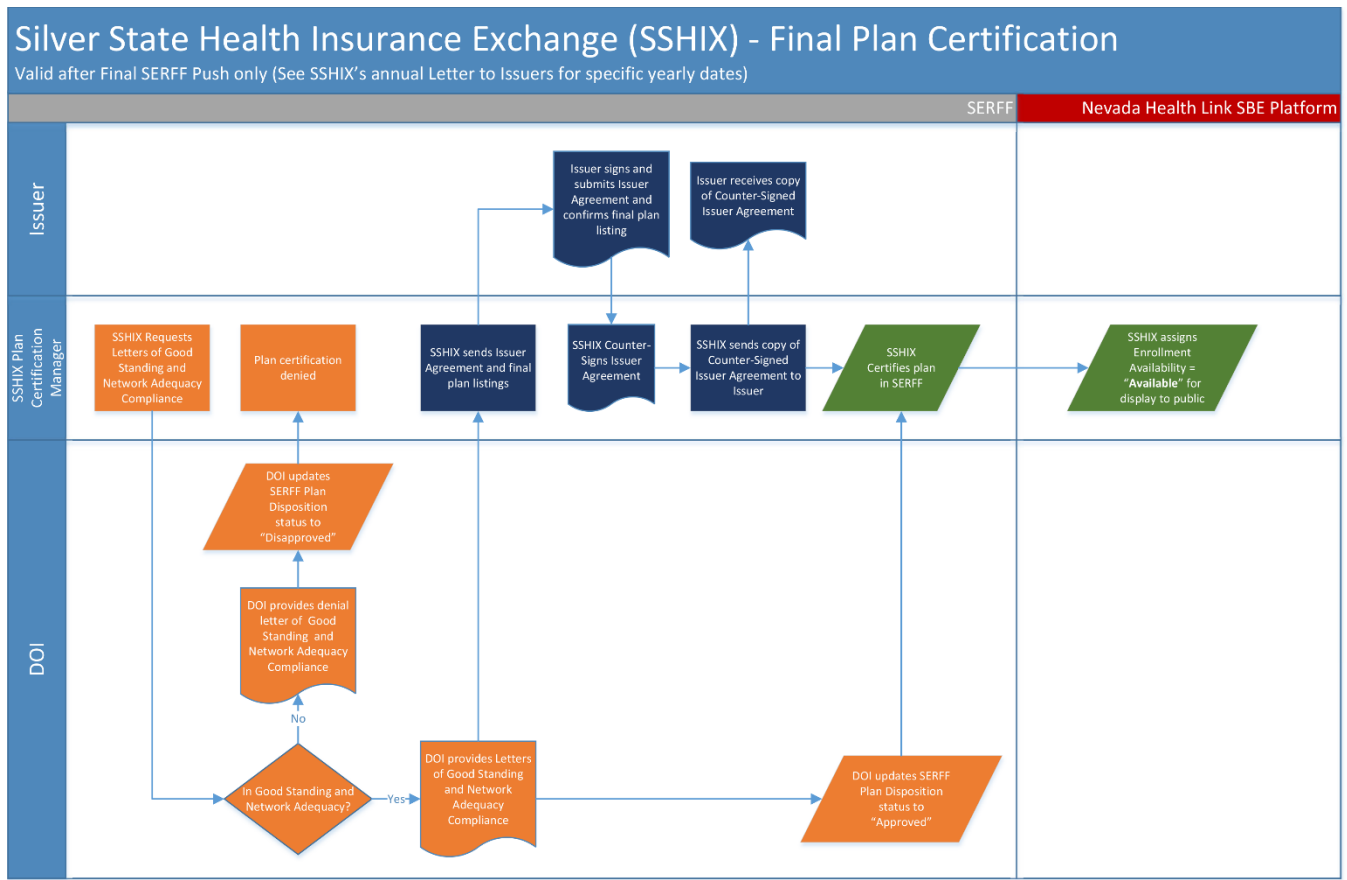 Silver State Health Insurance Exchange (SSHIX) - Final Plan Certification
Valid after Final SERFF Push only (See SSHIX's annual Letter to Issuers for specific yearly dates)
SERFF
Nevada Health Link SBE Platform
Issuer
Issuer signs and
submits Issuer
Agreement and
confirms final plan
listing
Issuer receives copy
of Counter-Signed
Issuer Agreement
SSHIX Plan
Certification
Manager
SSHIX Requests
Letters of Good
Standing and
Network Adequacy
Compliance
Plan certification
denied
SSHIX sends Issuer
Agreement and final
plan listings
SSHIX Counter-
Signs Issuer
Agreement
SSHIX sends copy of
Counter-Signed
Issuer Agreement to
Issuer
SSHIX
Certifies plan
in SERFF
SSHIX assigns
Enrollment
Availability =
“Available” for
display to public
DOI
DOI updates
SERFF Plan
Disposition
status to
“Disapproved”
DOI provides denial
letter of Good
Standing and
Network Adequacy
Compliance
No
In Good Standing and
Network Adequacy?
Yes
DOI provides Letters
of Good Standing
and Network
Adequacy
Compliance
DOI updates SERFF
Plan Disposition
status to
“Approved”